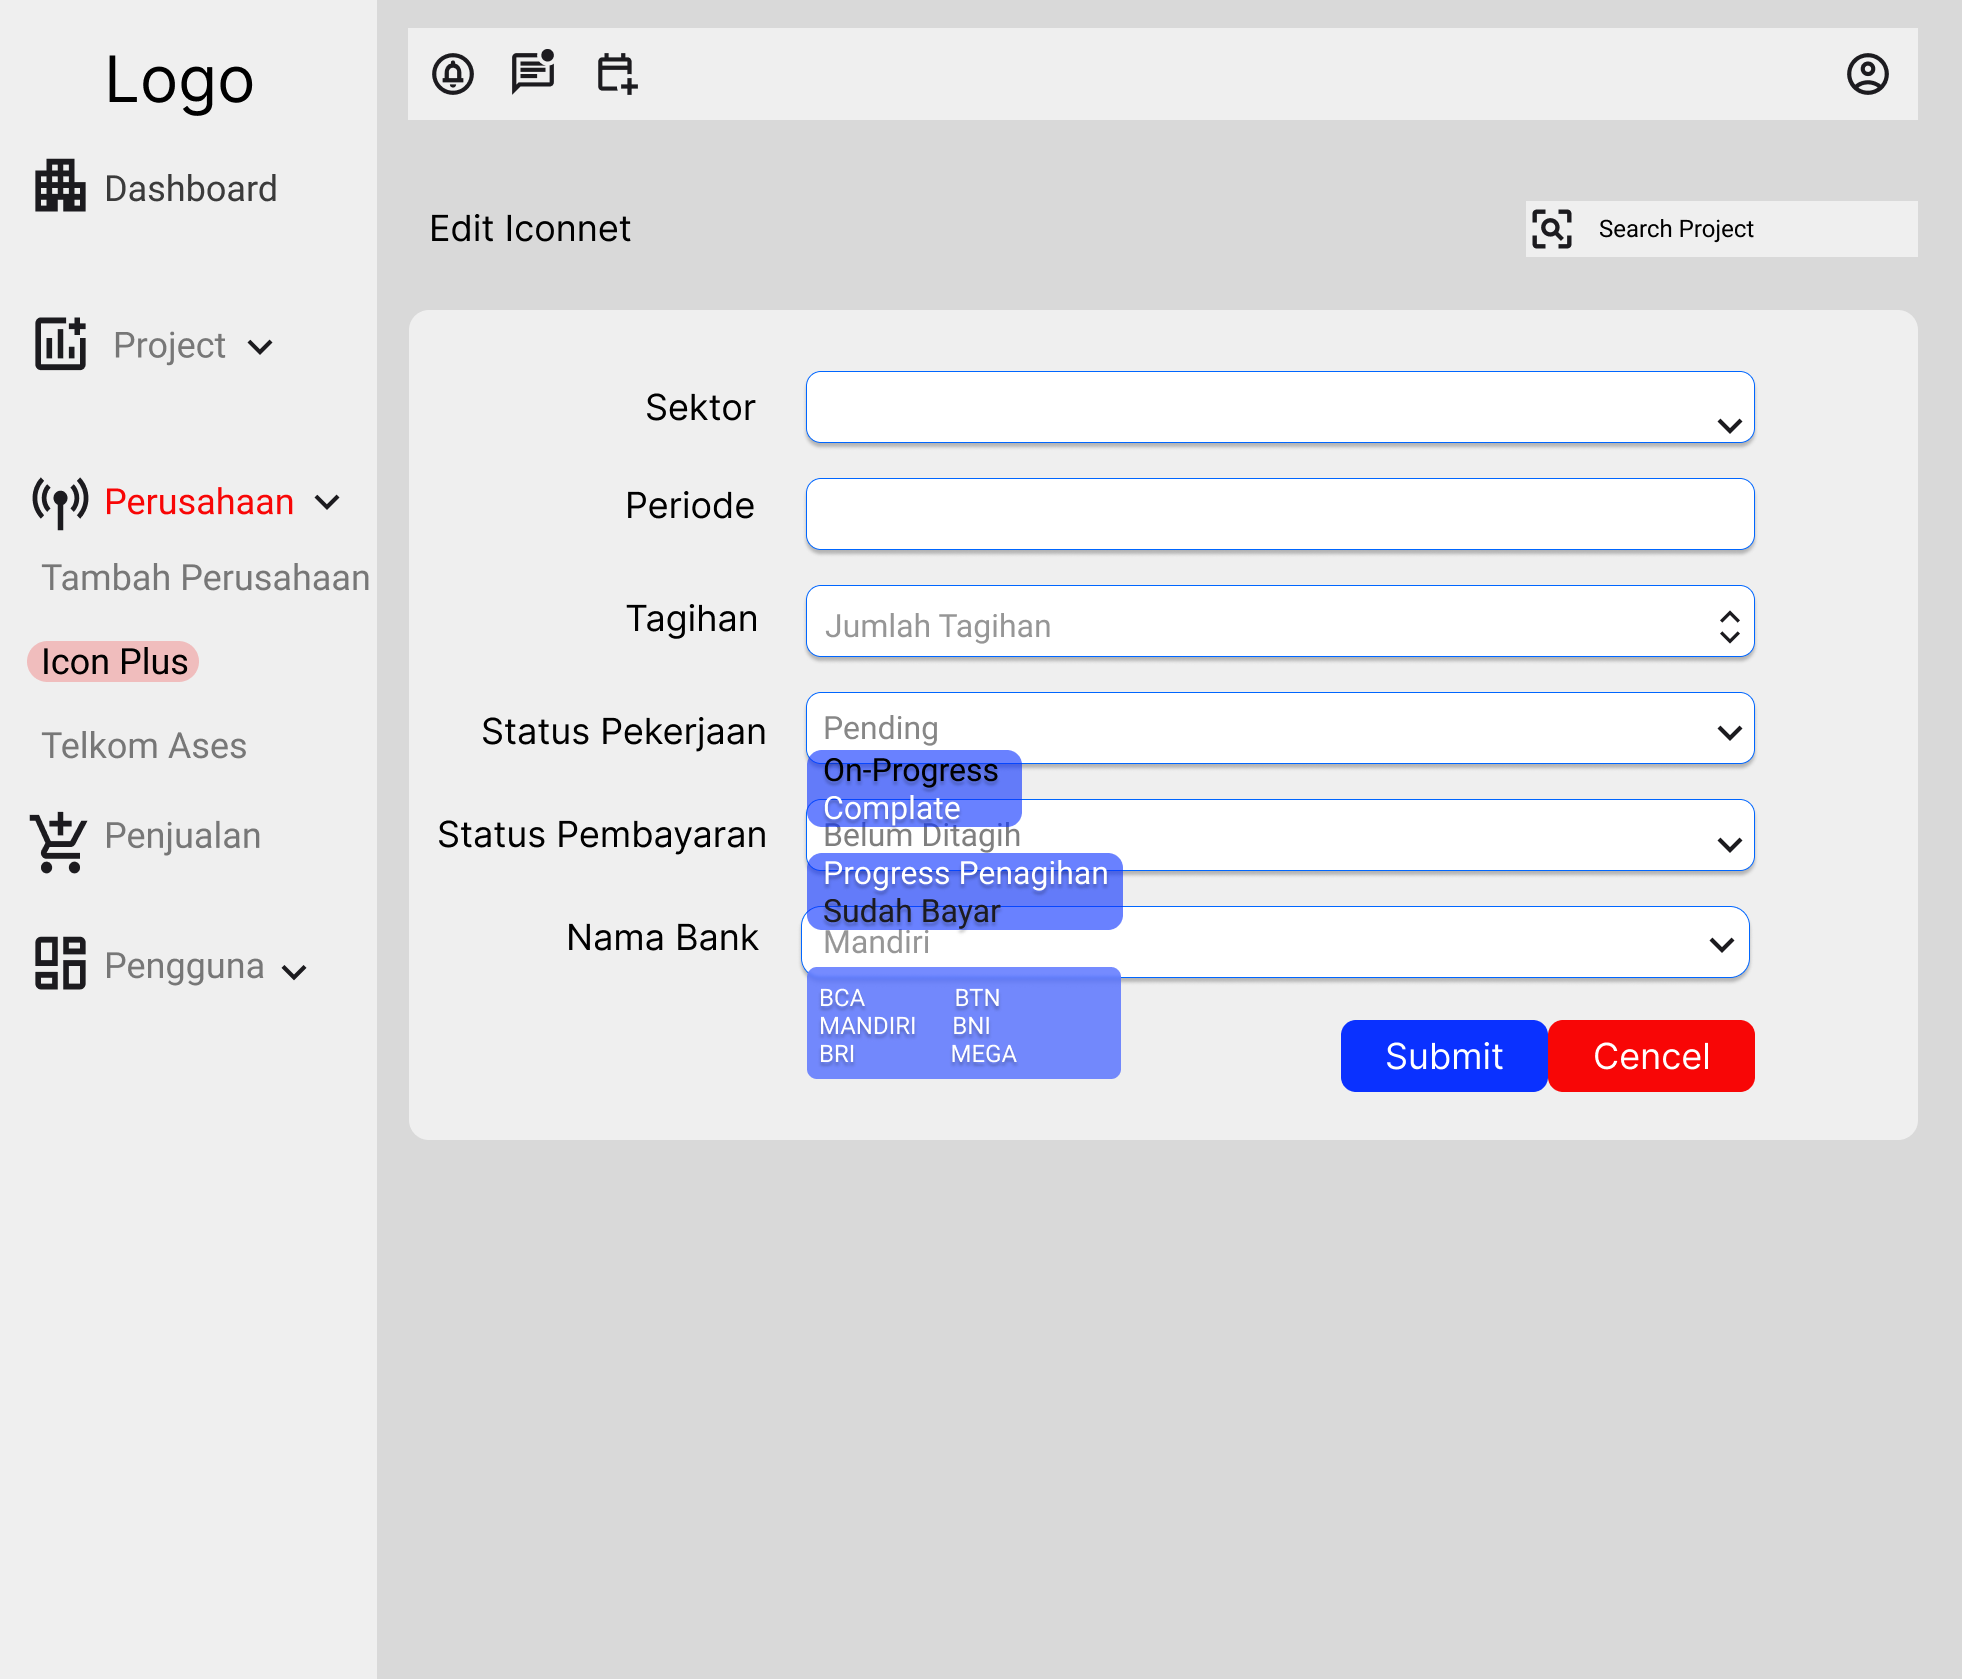 Logo
Dashboard
Project
Perusahaan
Tambah Perusahaan
Icon Plus
Telkom Ases
Penjualan
Pengguna
Edit Iconnet
Search Project
Sektor
Periode
Tagihan
Jumlah Tagihan
Status Pekerjaan
Pending
On-Progress
Complate
Status Pembayaran
Belum Ditagih
Progress Penagihan
Sudah Bayar
Nama Bank
Mandiri
BCA BTN
MANDIRI BNI
BRI MEGA
Submit Cencel